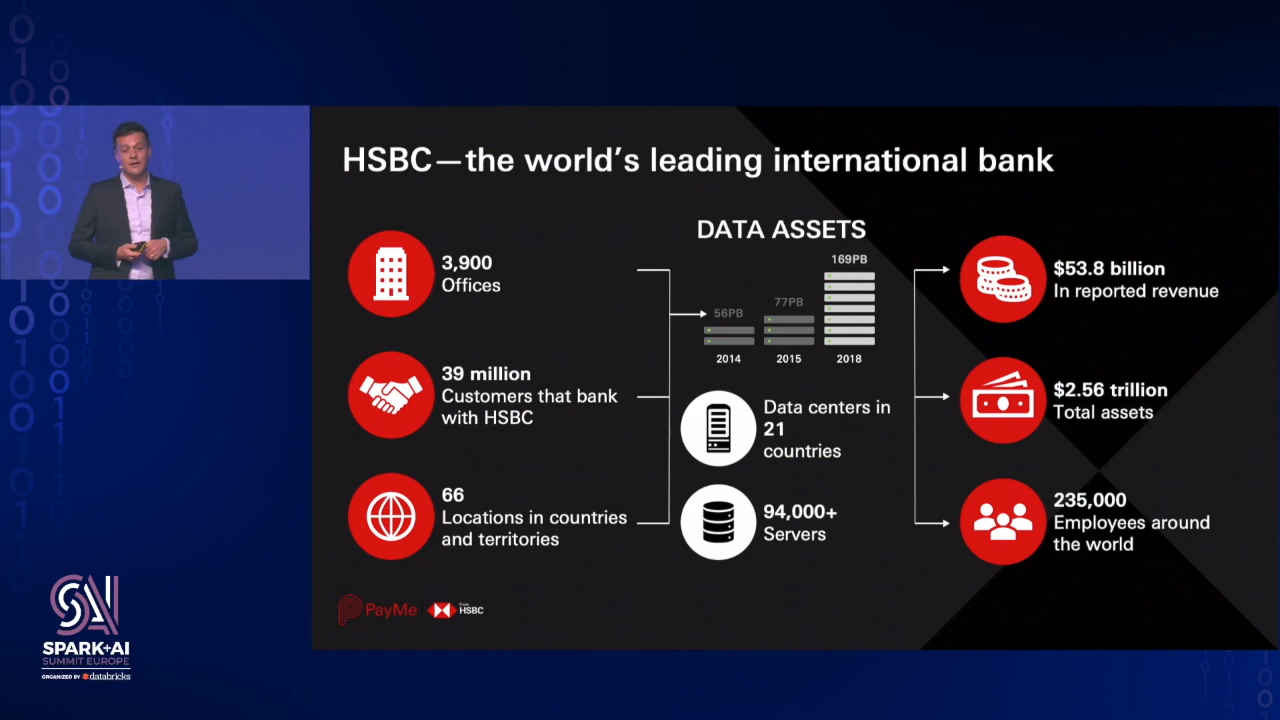 HSBC—the world's leading international bank
3,900
Offices
39 million
Customers that bank
with HSBC
66
Locations in countries
and territories
DATA ASSETS
56PB
77PB
169PB
2014
2015
2018
Data centers in
21
countries
94,000+
Servers
$53.8 billion
In reported revenue
$2.56 trillion
Total assets
235,000
Employees around
the world
PayMe
from
HSBC
SAI
SPARK+AI
SUMMIT EUROPE
ORGANIZED BY databricks